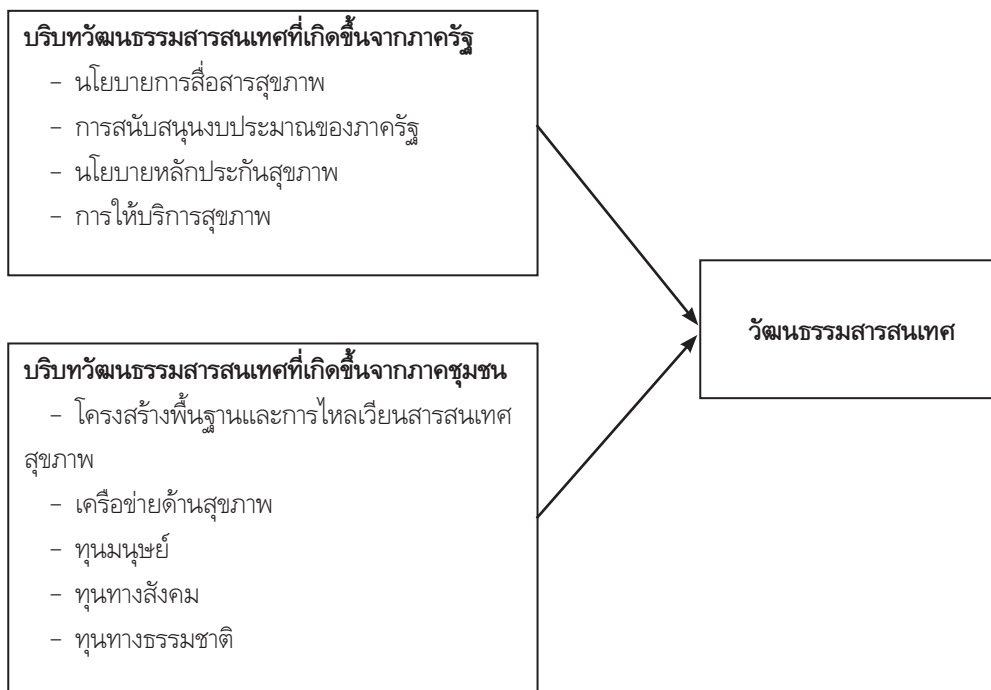 บริบทวัฒนธรรมสารสนเทศที่เกิดขึ้นจากภาครัฐ
- นโยบายการสื่อสารสุขภาพ
- การสนับสนุนงบประมาณของภาครัฐ
- นโยบายหลักประกันสุขภาพ
- การให้บริการสุขภาพ
บริบทวัฒนธรรมสารสนเทศที่เกิดขึ้นจากภาคชุมชน
- โครงสร้างพื้นฐานและการไหลเวียนสารสนเทศ
สุขภาพ
- เครือข่ายด้านสุขภาพ
- ทุนมนุษย์
- ทุนทางสังคม
- ทุนทางธรรมชาติ
วัฒนธรรมสารสนเทศ